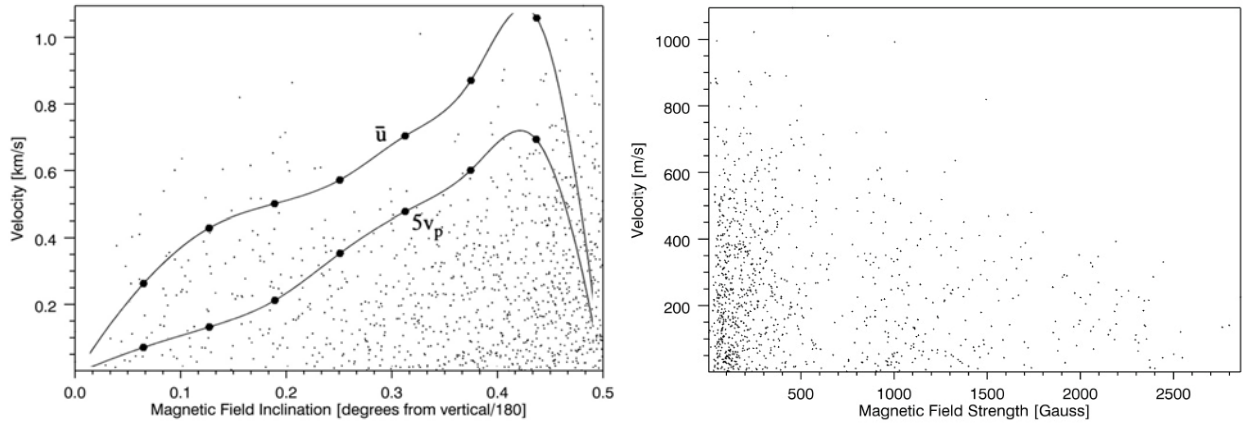 1.0
0.8
0.6
0.4
0.2
Velocity [km/s]
ū
5vₚ
0.0 0.1 0.2 0.3 0.4 0.5
Magnetic Field Inclination [degrees from vertical/180]
1000
800
600
400
200
Velocity [m/s]
500 1000 1500 2000 2500
Magnetic Field Strength [Gauss]